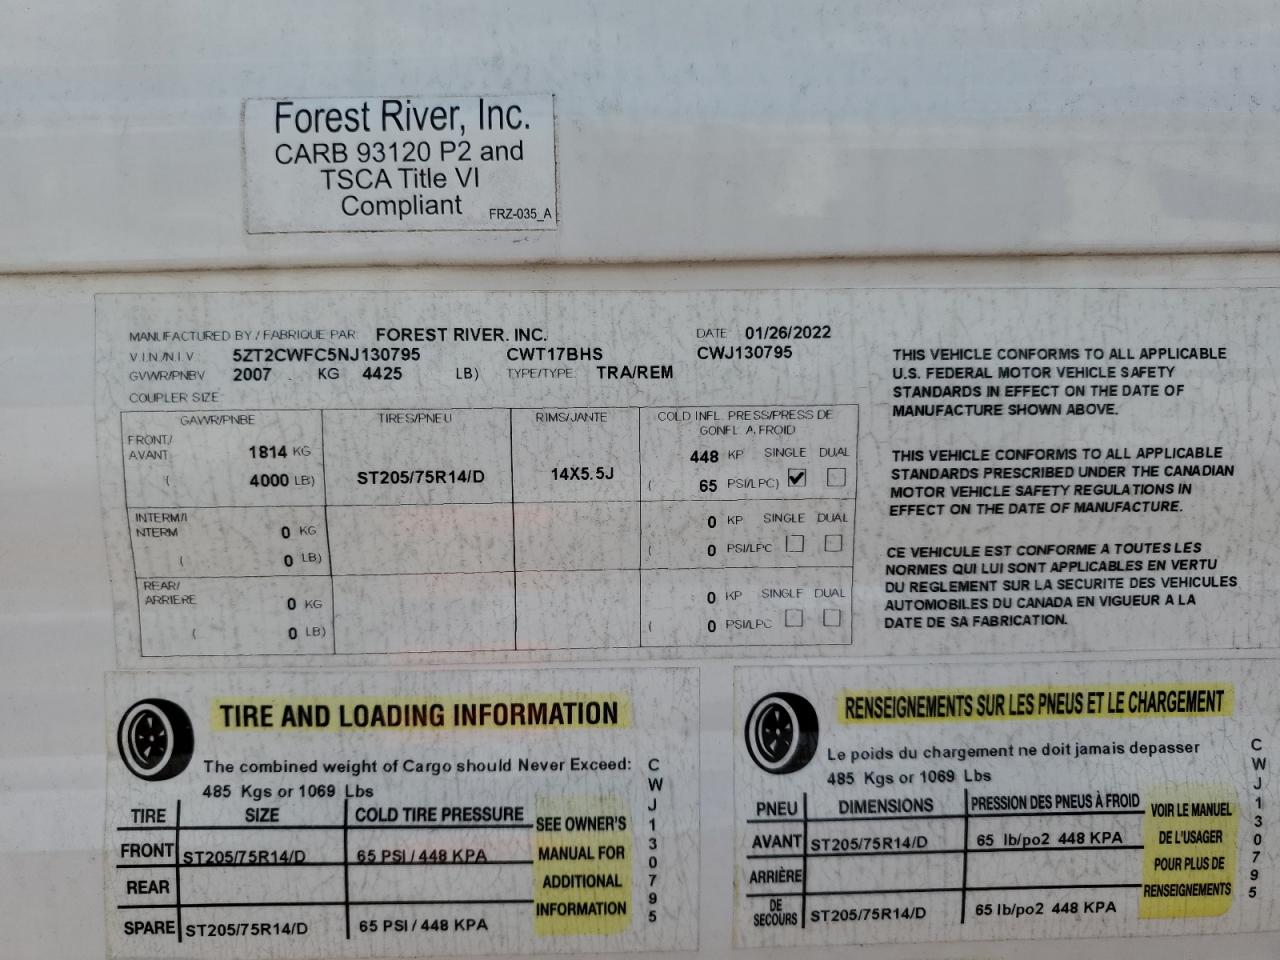 Forest River, Inc.
CARB 93120 P2 and
TSCA Title VI
Compliant
FRZ-035_A
MANUFACTURED BY / FABRIQUE PAR FOREST RIVER. INC. DATE 01/26/2022
V.I.N./N.I.V. 5ZT2CWFC5NJ130795 CWT17BHS CWJ130795
GVWR/PNBV 2007 KG 4425 LB) TYPE/TYPE TRA/REM
COUPLER SIZE
GAWR/PNBE TIRES/PNEU RIMS/JANTE COLD INFL. PRESS/PRESS DE
GONFL. A. FROID
FRONT/
AVANT 1814 KG 448 KP SINGLE DUAL
( 4000 LB) ST205/75R14/D 14X5.5J ( 65 PSI/LPC)
INTERM/I
NTERM 0 KG 0 KP SINGLE DUAL
( 0 LB) ( 0 PSI/LPC
REAR/
ARRIERE 0 KG 0 KP SINGLE DUAL
( 0 LB) ( 0 PSI/LPC
THIS VEHICLE CONFORMS TO ALL APPLICABLE
U.S. FEDERAL MOTOR VEHICLE SAFETY
STANDARDS IN EFFECT ON THE DATE OF
MANUFACTURE SHOWN ABOVE.
THIS VEHICLE CONFORMS TO ALL APPLICABLE
STANDARDS PRESCRIBED UNDER THE CANADIAN
MOTOR VEHICLE SAFETY REGULATIONS IN
EFFECT ON THE DATE OF MANUFACTURE.
CE VEHICULE EST CONFORME A TOUTES LES
NORMES QUI LUI SONT APPLICABLES EN VERTU
DU REGLEMENT SUR LA SECURITE DES VEHICULES
AUTOMOBILES DU CANADA EN VIGUEUR A LA
DATE DE SA FABRICATION.
TIRE AND LOADING INFORMATION
The combined weight of Cargo should Never Exceed:
485 Kgs or 1069 Lbs
TIRE SIZE COLD TIRE PRESSURE
FRONT ST205/75R14/D 65 PSI / 448 KPA
REAR
SPARE ST205/75R14/D 65 PSI / 448 KPA
SEE OWNER'S
MANUAL FOR
ADDITIONAL
INFORMATION
CWJ130795
RENSEIGNEMENTS SUR LES PNEUS ET LE CHARGEMENT
Le poids du chargement ne doit jamais depasser
485 Kgs or 1069 Lbs
PNEU DIMENSIONS PRESSION DES PNEUS À FROID
AVANT ST205/75R14/D 65 lb/po2 448 KPA
ARRIÈRE
DE
SECOURS ST205/75R14/D 65 lb/po2 448 KPA
VOIR LE MANUEL
DE L'USAGER
POUR PLUS DE
RENSEIGNEMENTS
CWJ130795